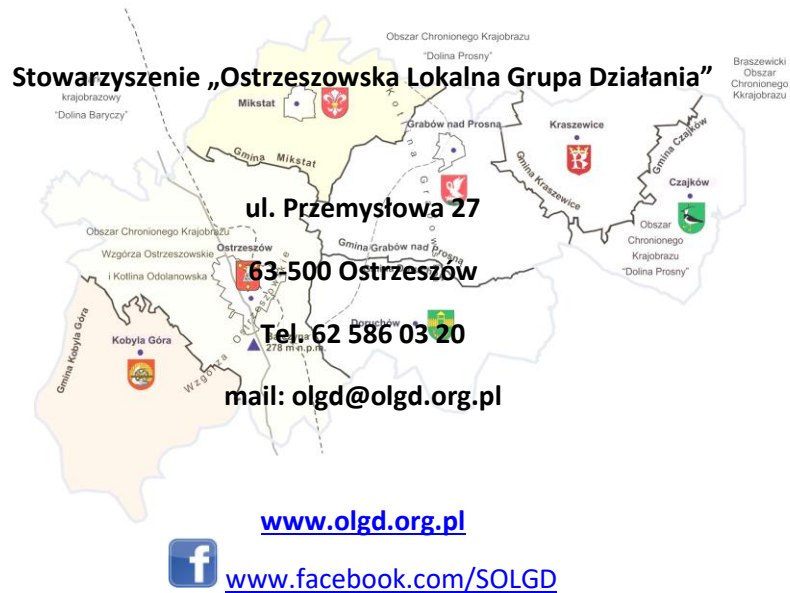 Obszar Chronionego Krajobrazu
"Dolina Prosny"
Stowarzyszenie „Ostrzeszowska Lokalna Grupa Działania”
krajobrazowy
"Dolina Baryczy"
Braszewicki
Obszar
Chronionego
Kkrajobrazu
Mikstat
Grabów nad Prosną
Kraszewice
Gmina Mikstat
Gmina Kraszewice
Gmina Czajków
Czajków
ul. Przemysłowa 27
Obszar Chronionego Krajobrazu
Wzgórza Ostrzeszowskie
i Kotlina Odolanowska
Ostrzeszów
Gmina Grabów nad Prosną
Obszar
Chronionego
Krajobrazu
"Dolina Prosny"
63-500 Ostrzeszów
Wzgórza Ostrzeszowskie
Doruchów
Tel. 62 586 03 20
278 m n.p.m.
Kobyla Góra
Gmina Kobyla Góra
mail: olgd@olgd.org.pl
www.olgd.org.pl
f
www.facebook.com/SOLGD